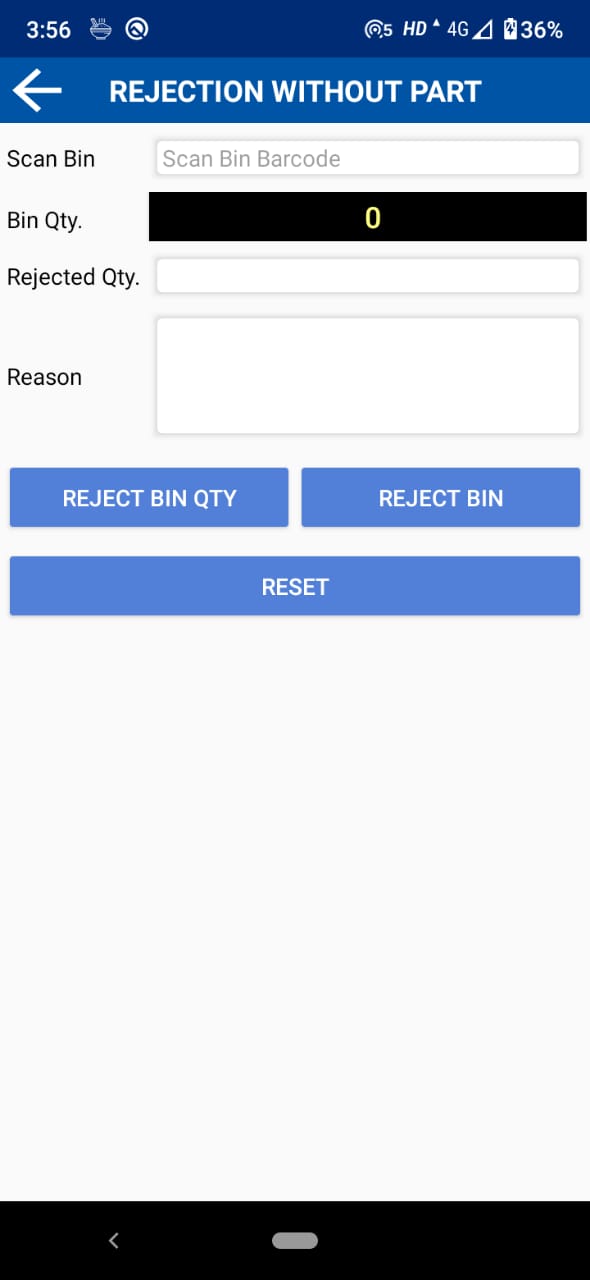 3:56 5 HD 4G 36%
REJECTION WITHOUT PART
Scan Bin Scan Bin Barcode
Bin Qty. 0
Rejected Qty.
Reason
REJECT BIN QTY REJECT BIN
RESET